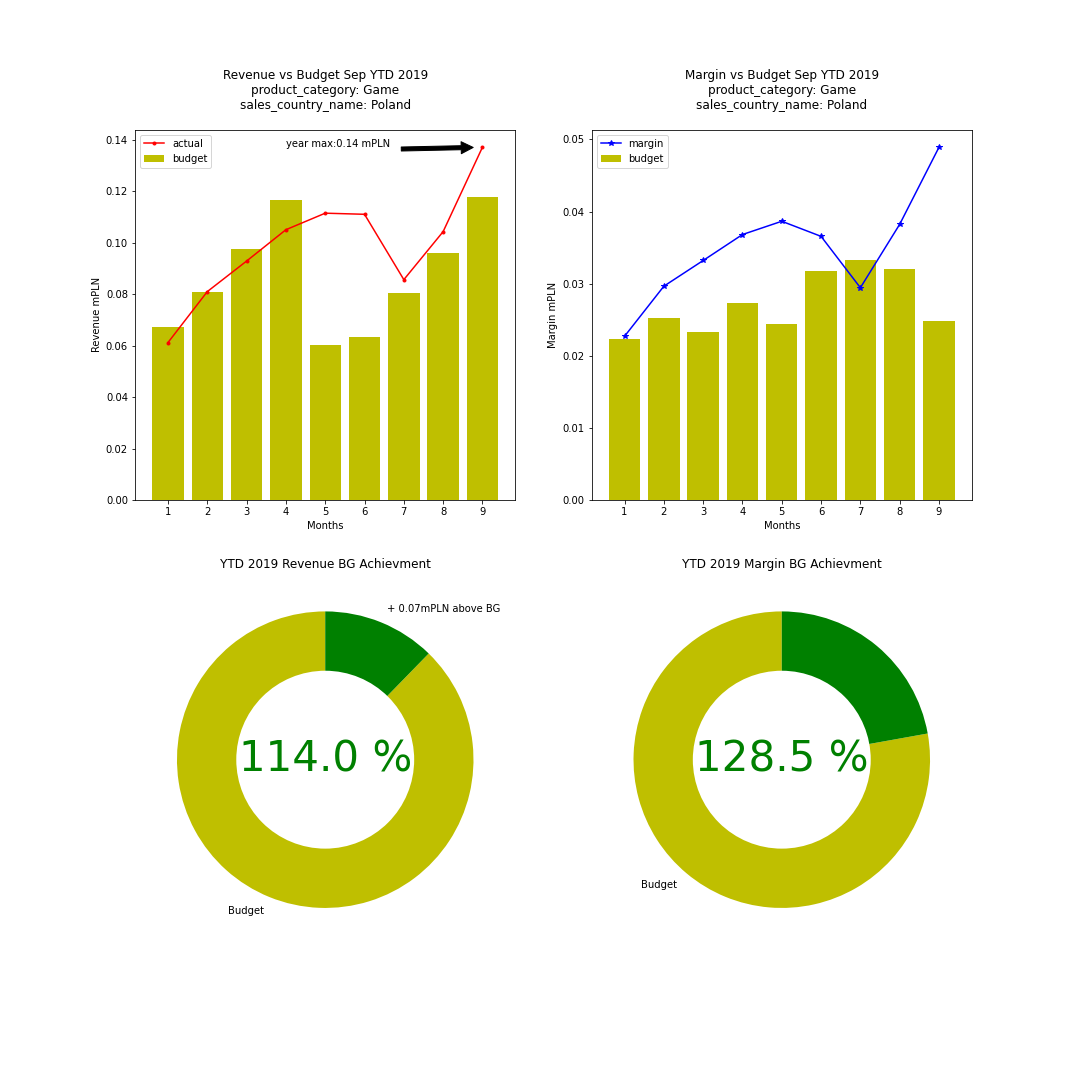 Revenue vs Budget Sep YTD 2019
product_category: Game
sales_country_name: Poland
0.14
0.12
0.10
0.08
0.06
0.04
0.02
0.00
Revenue mPLN
actual
budget
year max:0.14 mPLN
1 2 3 4 5 6 7 8 9
Months
Margin vs Budget Sep YTD 2019
product_category: Game
sales_country_name: Poland
0.05
0.04
0.03
0.02
0.01
0.00
Margin mPLN
margin
budget
1 2 3 4 5 6 7 8 9
Months
YTD 2019 Revenue BG Achievment
+ 0.07mPLN above BG
114.0 %
Budget
YTD 2019 Margin BG Achievment
128.5 %
Budget